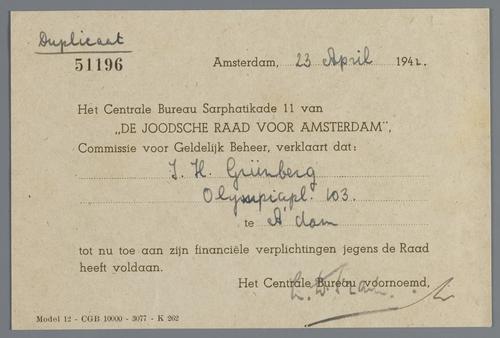 Duplicaat
51196
Amsterdam, 23 April 1942.
Het Centrale Bureau Sarphatikade 11 van
„DE JOODSCHE RAAD VOOR AMSTERDAM",
Commissie voor Geldelijk Beheer, verklaart dat:
J. H. Grünberg
Olympiapl. 103.
te A'dam
tot nu toe aan zijn financiële verplichtingen jegens de Raad
heeft voldaan.
Het Centrale Bureau voornoemd,
Model 12 - CGB 10000 - 3077 - K 262